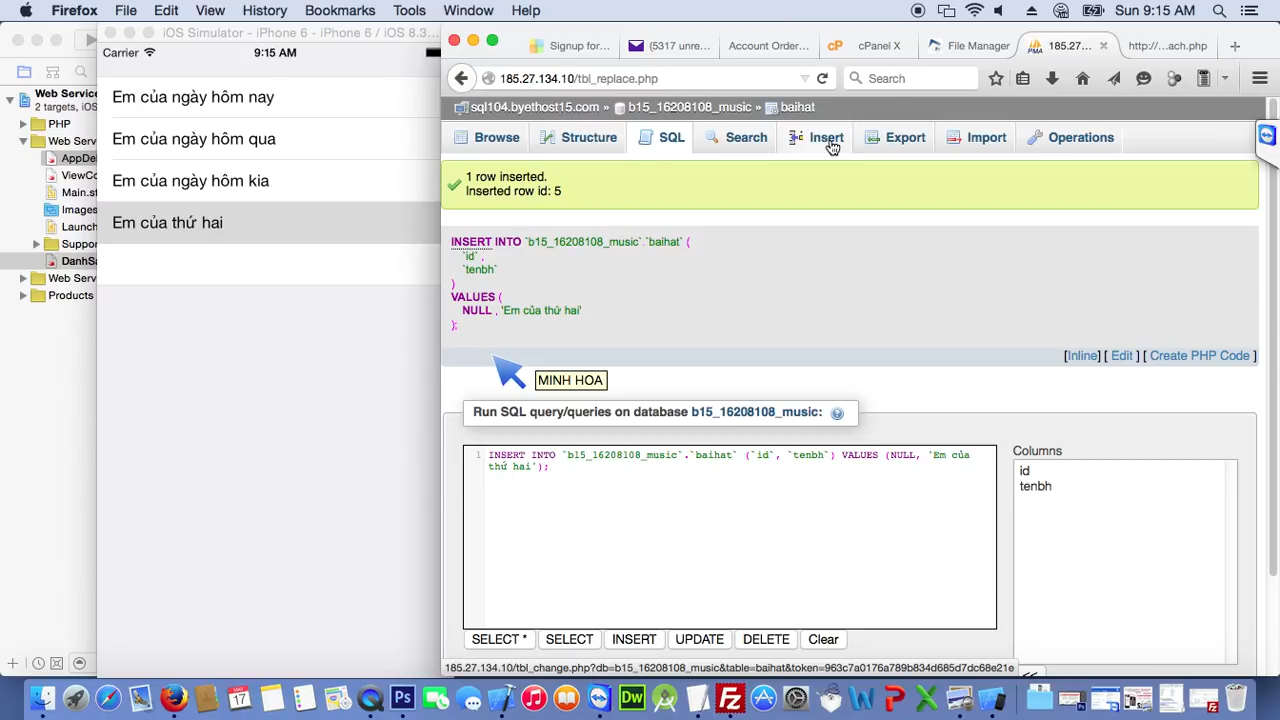 Firefox File Edit View History Bookmarks Tools Window Help Sun 9:15 AM
iOS Simulator - iPhone 6 - iPhone 6 / iOS 8.3...
Carrier 9:15 AM
Em của ngày hôm nay
Em của ngày hôm qua
Em của ngày hôm kia
Em của thứ hai
Web Service
2 targets, iOS
PHP
Web Serv
AppDel
ViewCo
Main.st
Images
Launch
Suppor
DanhSa
Web Serv
Products
Signup for... (5317 unre... Account Order... cPanel X File Manager 185.27.... http:/...ach.php
185.27.134.10/tbl_replace.php Search
sql104.byethost15.com » b15_16208108_music » baihat
Browse Structure SQL Search Insert Export Import Operations
1 row inserted.
Inserted row id: 5
INSERT INTO `b15_16208108_music`.`baihat` (
`id` ,
`tenbh`
)
VALUES (
NULL , 'Em của thứ hai'
);
[Inline] [ Edit ] [ Create PHP Code ]
MINH HOA
Run SQL query/queries on database b15_16208108_music:
1 INSERT INTO `b15_16208108_music`.`baihat` (`id`, `tenbh`) VALUES (NULL, 'Em của
thứ hai');
Columns
id
tenbh
SELECT * SELECT INSERT UPDATE DELETE Clear
<<
185.27.134.10/tbl_change.php?db=b15_16208108_music&table=baihat&token=963c7a0176a789b834d685d7dc68e21e